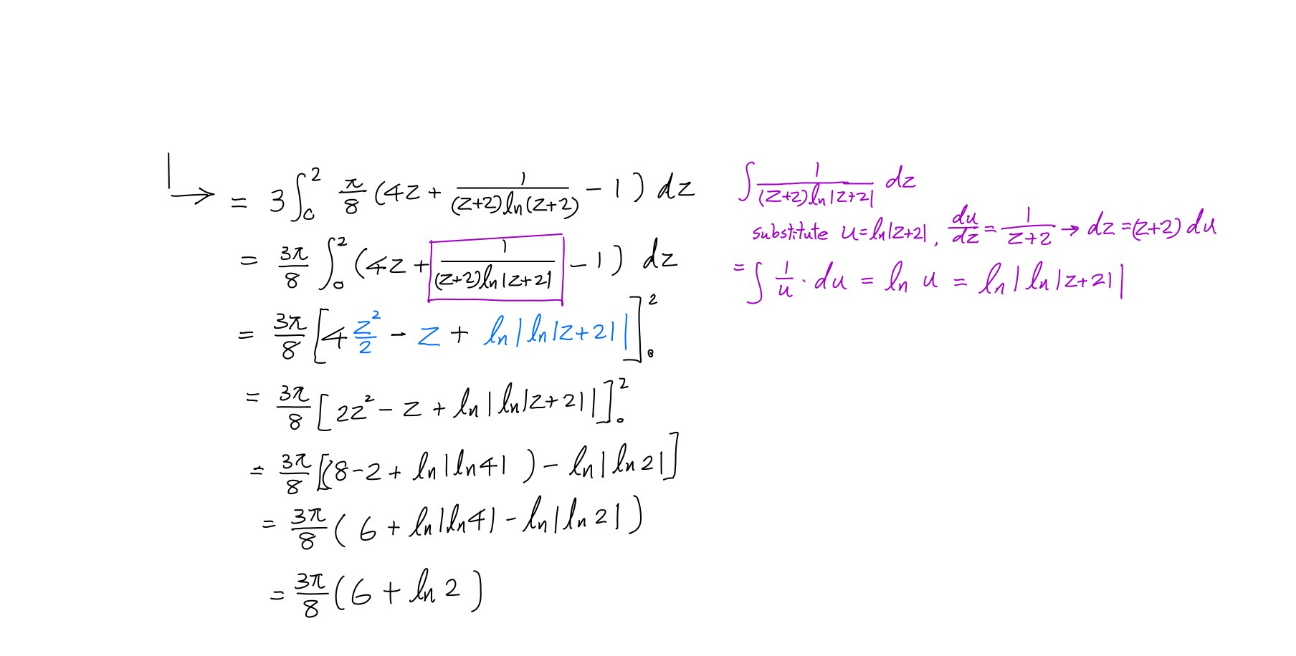 ↳ = 3∫₀² π/8 (4z + 1/((z+2)ln(z+2)) − 1) dz
= 3π/8 ∫₀² (4z + 1/((z+2)ln|z+2|) − 1) dz
= 3π/8 [4 z²/2 − z + ln|ln|z+2||]₀²
= 3π/8 [2z² − z + ln|ln|z+2||]₀²
= 3π/8 [(8−2 + ln|ln4| ) − ln|ln2|]
= 3π/8 ( 6 + ln|ln4| − ln|ln2| )
= 3π/8 (6 + ln 2 )
∫ 1/((z+2)ln|z+2|) dz
substitute u=ln|z+2| , du/dz = 1/(z+2) → dz =(z+2) du
= ∫ 1/u · du = ln u = ln|ln|z+2||